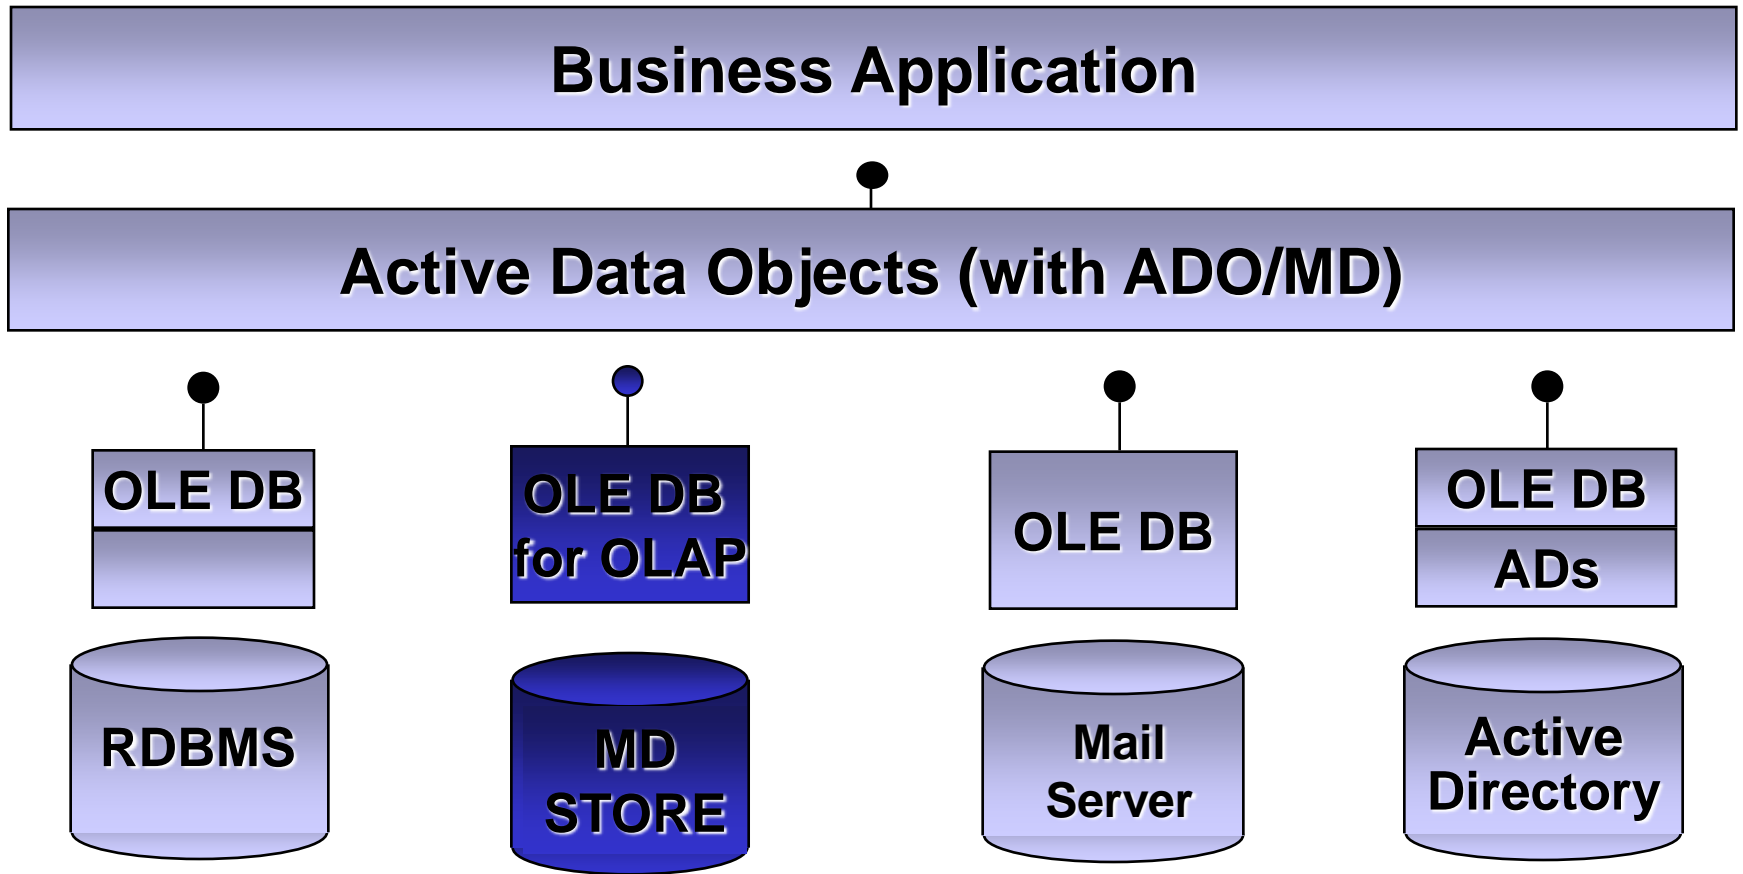 Business Application
Active Data Objects (with ADO/MD)
OLE DB
OLE DB
for OLAP
OLE DB
OLE DB
ADs
RDBMS
MD
STORE
Mail
Server
Active
Directory